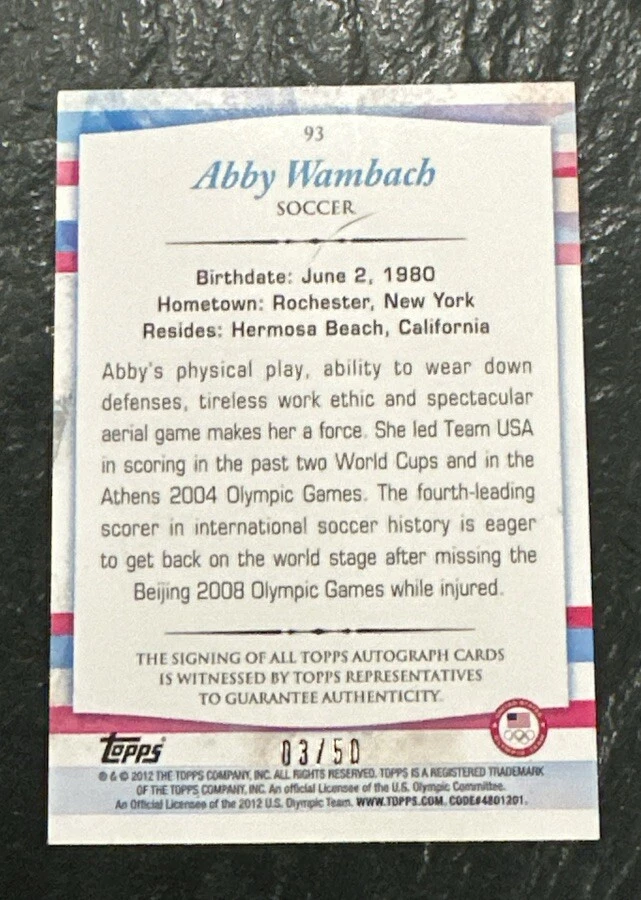 93
Abby Wambach
SOCCER
Birthdate: June 2, 1980
Hometown: Rochester, New York
Resides: Hermosa Beach, California
Abby's physical play, ability to wear down
defenses, tireless work ethic and spectacular
aerial game makes her a force. She led Team USA
in scoring in the past two World Cups and in the
Athens 2004 Olympic Games. The fourth-leading
scorer in international soccer history is eager
to get back on the world stage after missing the
Beijing 2008 Olympic Games while injured.
THE SIGNING OF ALL TOPPS AUTOGRAPH CARDS
IS WITNESSED BY TOPPS REPRESENTATIVES
TO GUARANTEE AUTHENTICITY.
Topps
03/50
UNITED STATES
OLYMPIC TEAM
® & © 2012 THE TOPPS COMPANY, INC. ALL RIGHTS RESERVED. TOPPS IS A REGISTERED TRADEMARK
OF THE TOPPS COMPANY, INC. An official Licensee of the U.S. Olympic Committee.
An Official Licensee of the 2012 U.S. Olympic Team. WWW.TOPPS.COM. CODE#4801201.